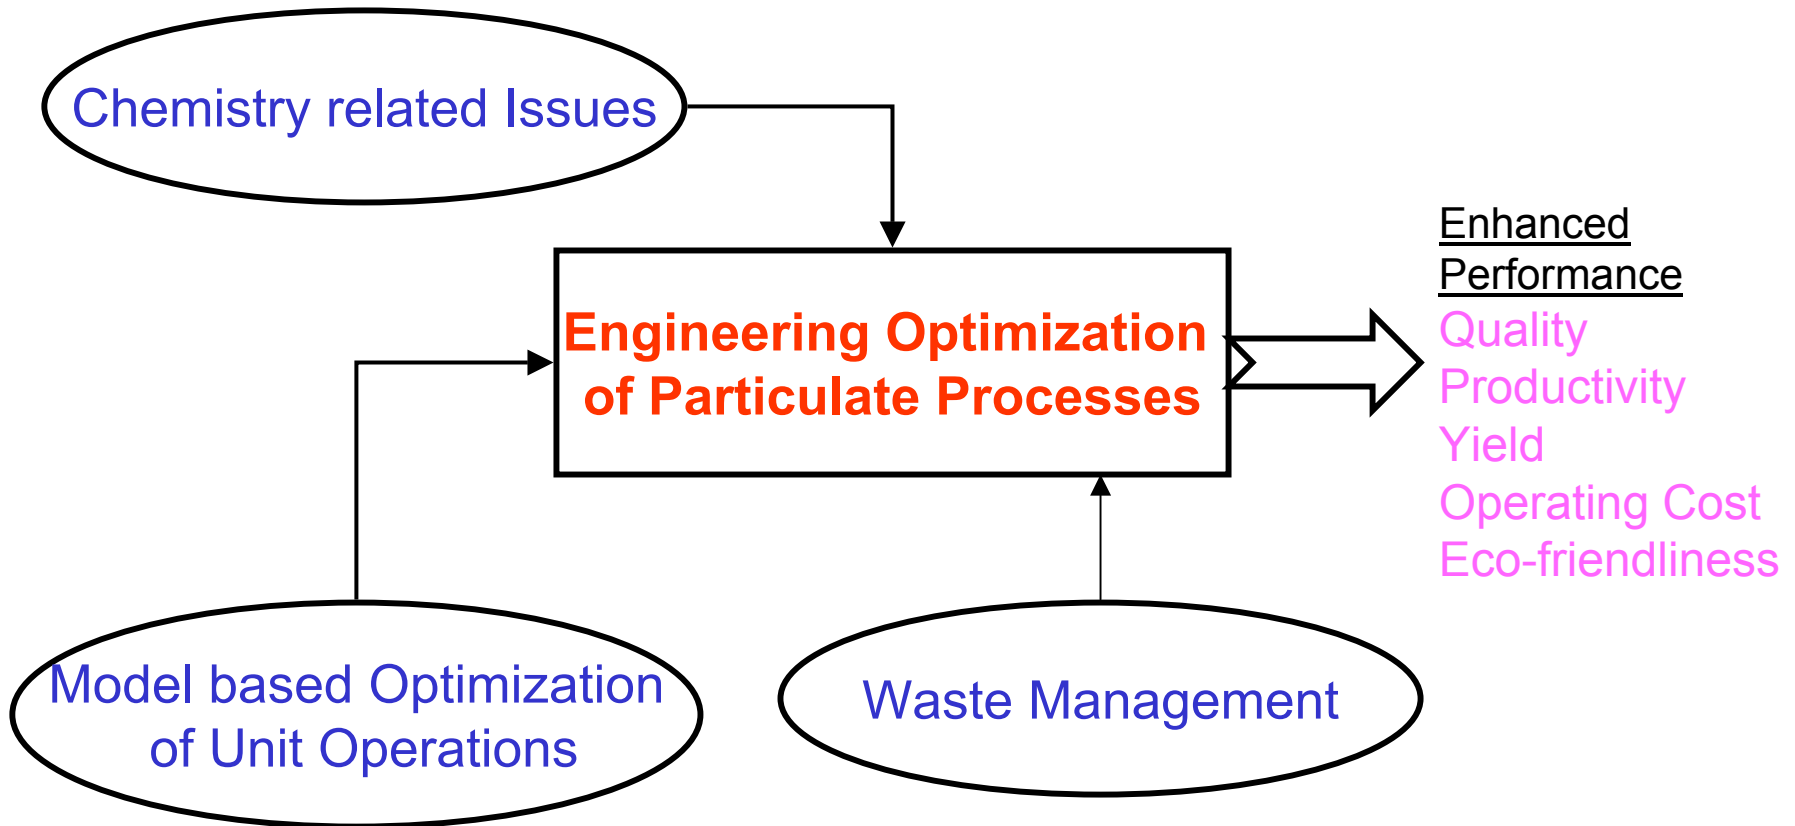 Chemistry related Issues
Engineering Optimization
of Particulate Processes
Enhanced
Performance
Quality
Productivity
Yield
Operating Cost
Eco-friendliness
Model based Optimization
of Unit Operations
Waste Management